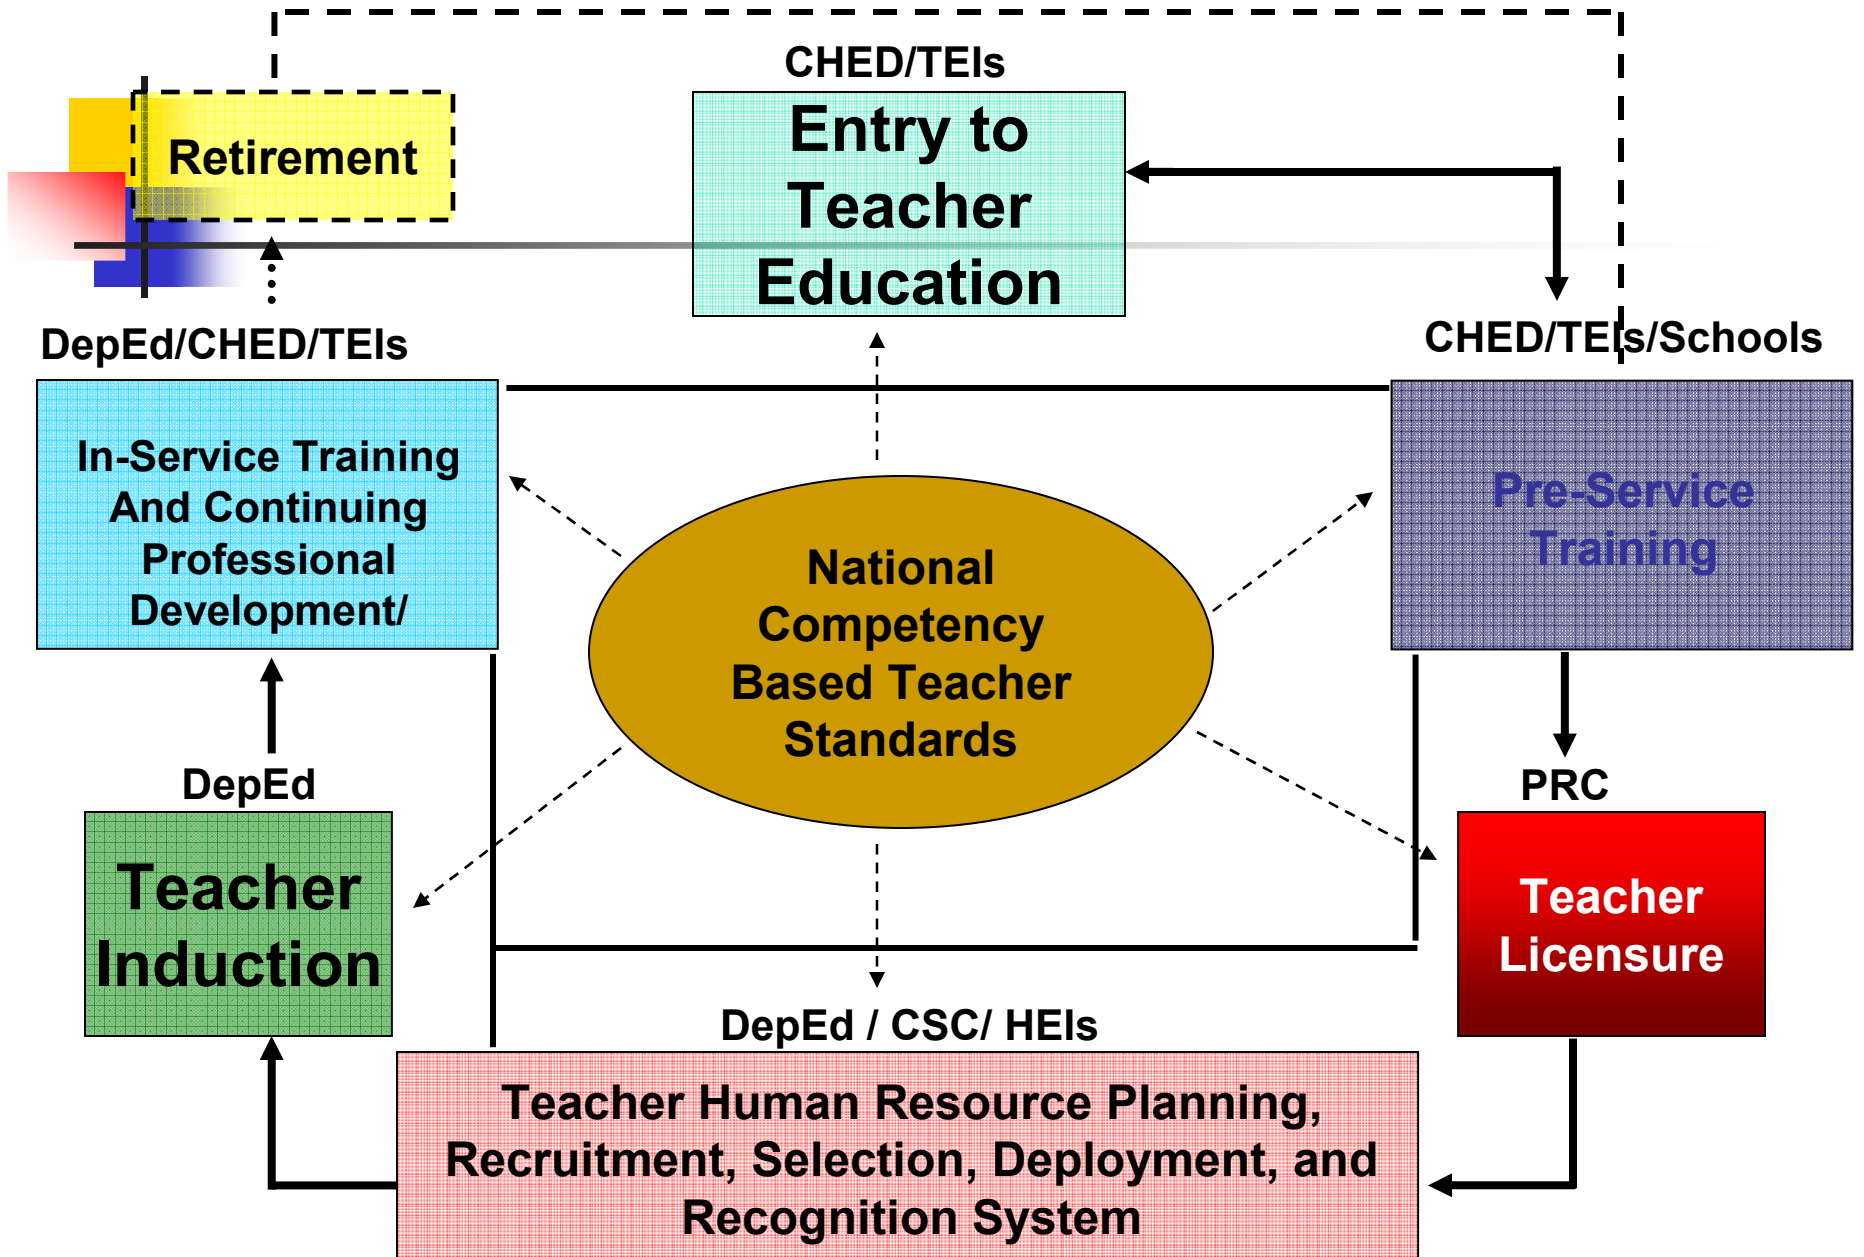 CHED/TEIs
Entry to
Teacher
Education
Retirement
DepEd/CHED/TEIs
CHED/TEIs/Schools
In-Service Training
And Continuing
Professional
Development/
Pre-Service
Training
National
Competency
Based Teacher
Standards
DepEd
Teacher
Induction
PRC
Teacher
Licensure
DepEd / CSC/ HEIs
Teacher Human Resource Planning,
Recruitment, Selection, Deployment, and
Recognition System